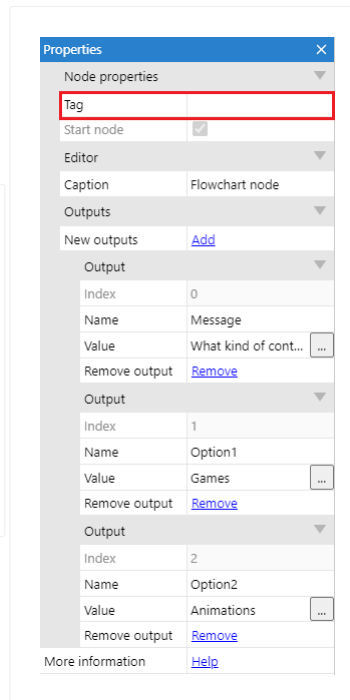 Properties
Node properties
Tag
Start node
Editor
Caption Flowchart node
Outputs
New outputs Add
Output
Index 0
Name Message
Value What kind of cont... ...
Remove output Remove
Output
Index 1
Name Option1
Value Games ...
Remove output Remove
Output
Index 2
Name Option2
Value Animations ...
Remove output Remove
More information Help